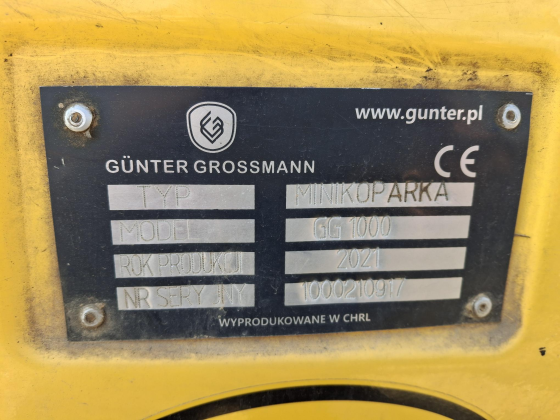 www.gunter.pl
GÜNTER GROSSMANN
CE
TYP MINIKOPARKA
MODEL GG 1000
ROK PRODUKCJI 2021
NR SERYJNY 1000210917
WYPRODUKOWANE W CHRL